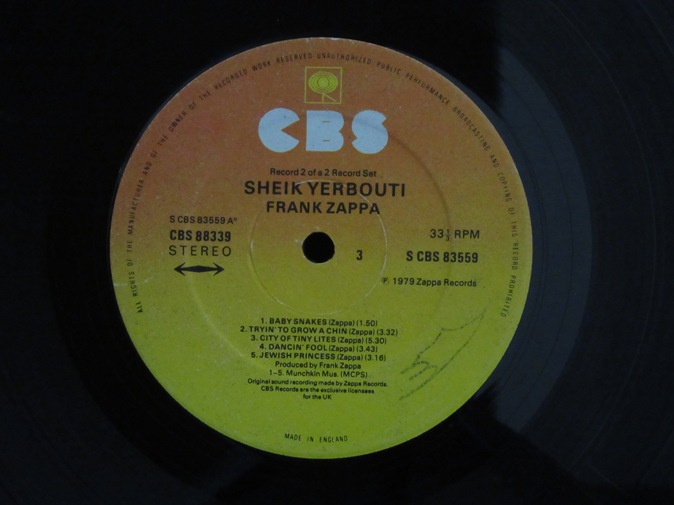 ALL RIGHTS OF THE MANUFACTURER AND OF THE OWNER OF THE RECORDED WORK RESERVED UNAUTHORIZED PUBLIC PERFORMANCE BROADCASTING AND COPYING OF THIS RECORD PROHIBITED
CBS
Record 2 of a 2 Record Set
SHEIK YERBOUTI
FRANK ZAPPA
S CBS 83559 A
CBS 88339
STEREO
3
33⅓ RPM
S CBS 83559
℗ 1979 Zappa Records
1. BABY SNAKES (Zappa) (1.50)
2. TRYIN' TO GROW A CHIN (Zappa) (3.32)
3. CITY OF TINY LITES (Zappa) (5.30)
4. DANCIN' FOOL (Zappa) (3.43)
5. JEWISH PRINCESS (Zappa) (3.16)
Produced by Frank Zappa
1-5. Munchkin Mus. (MCPS)
Original sound recording made by Zappa Records.
CBS Records are the exclusive licensees
for the UK
MADE IN ENGLAND